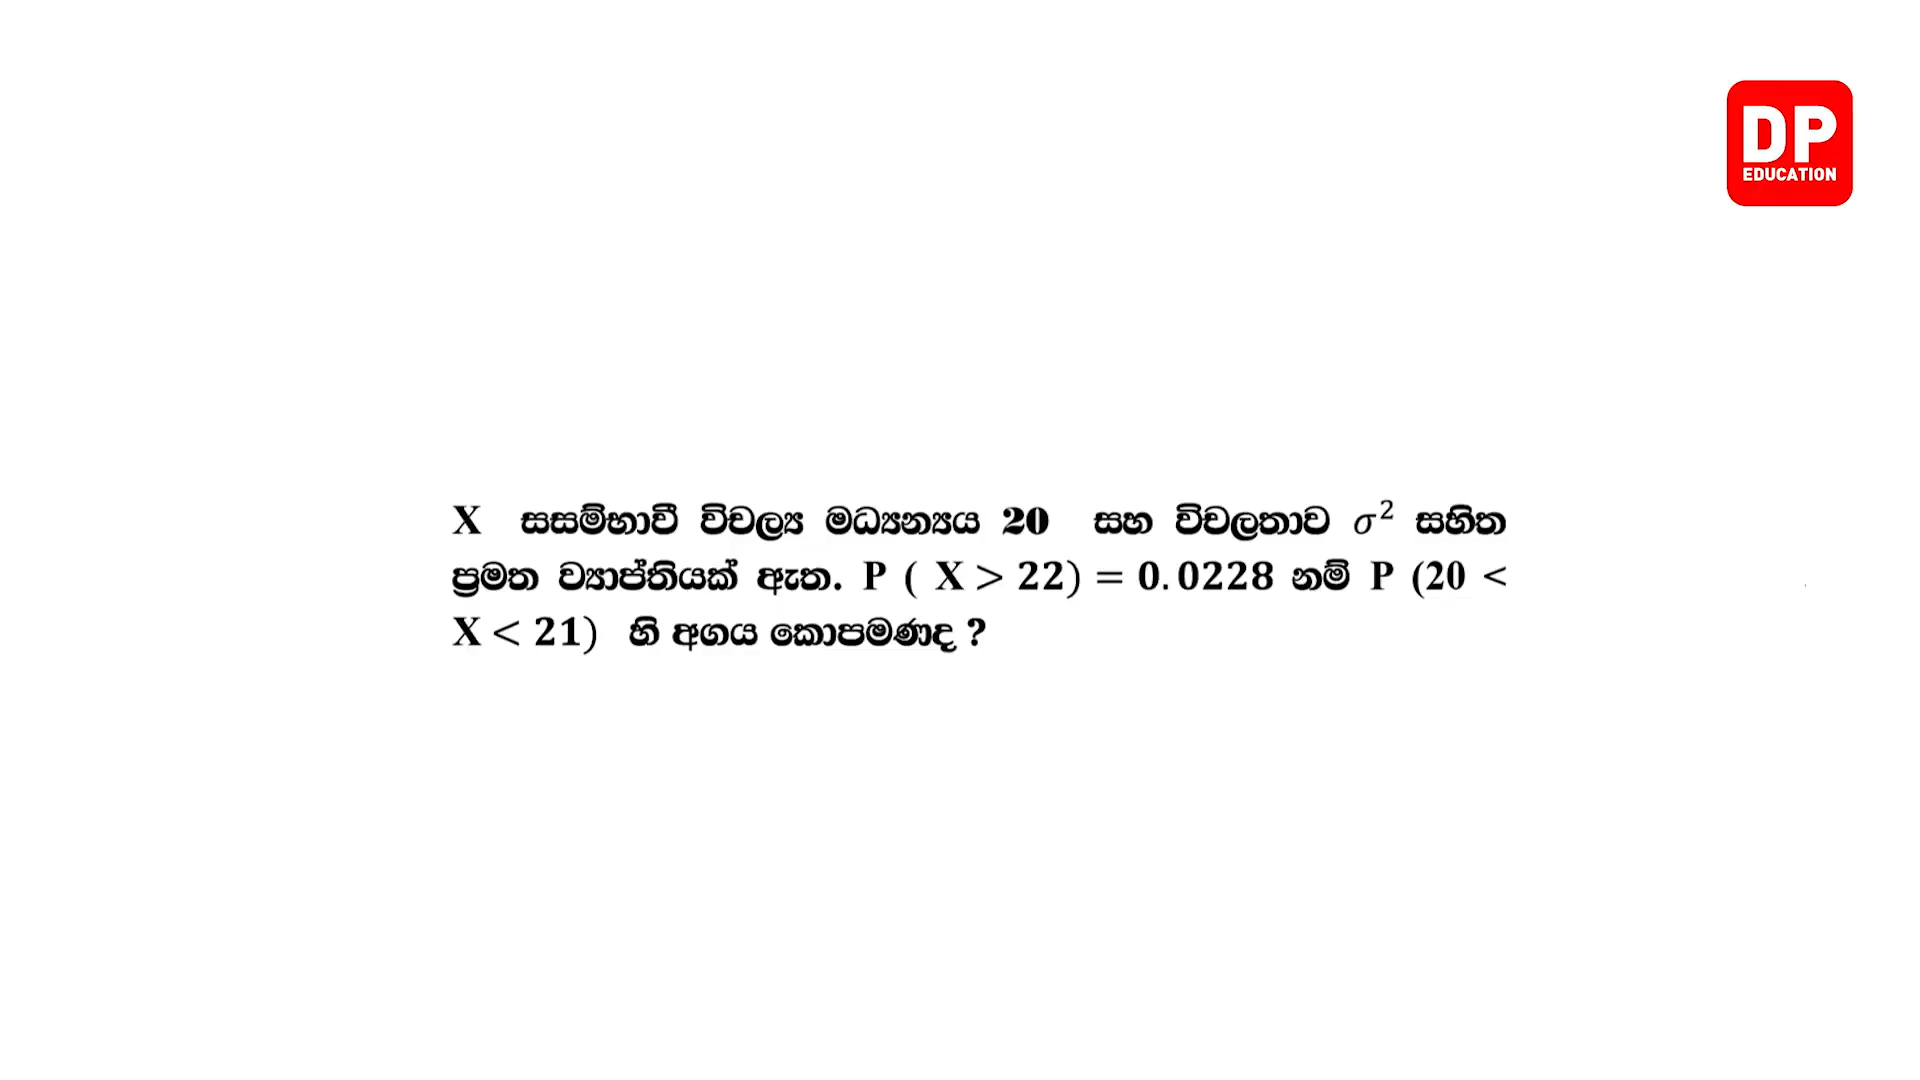 DP
EDUCATION
X සසම්භාවී විචල්‍ය මධ්‍යන්‍යය 20 සහ විචලතාව σ² සහිත
ප්‍රමත ව්‍යාප්තියක් ඇත. P ( X > 22) = 0.0228 නම් P (20 <
X < 21) හි අගය කොපමණද ?